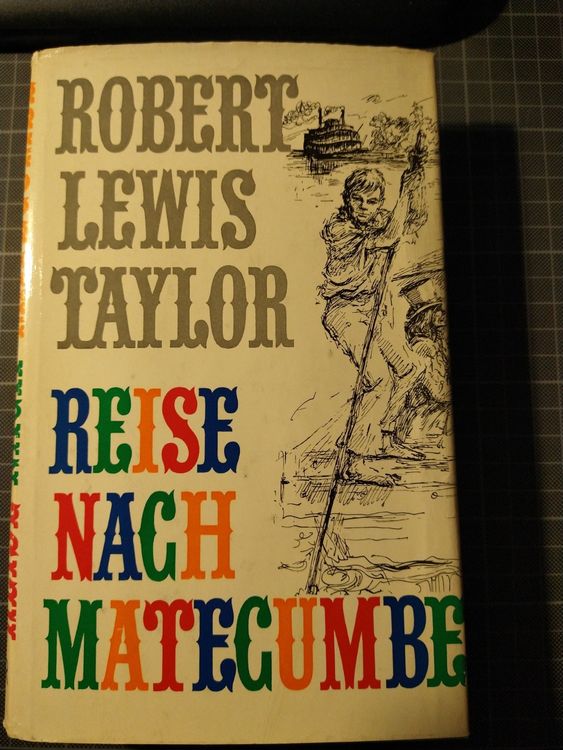 ROBERT
LEWIS
TAYLOR
REISE
NACH
MATECUMBE